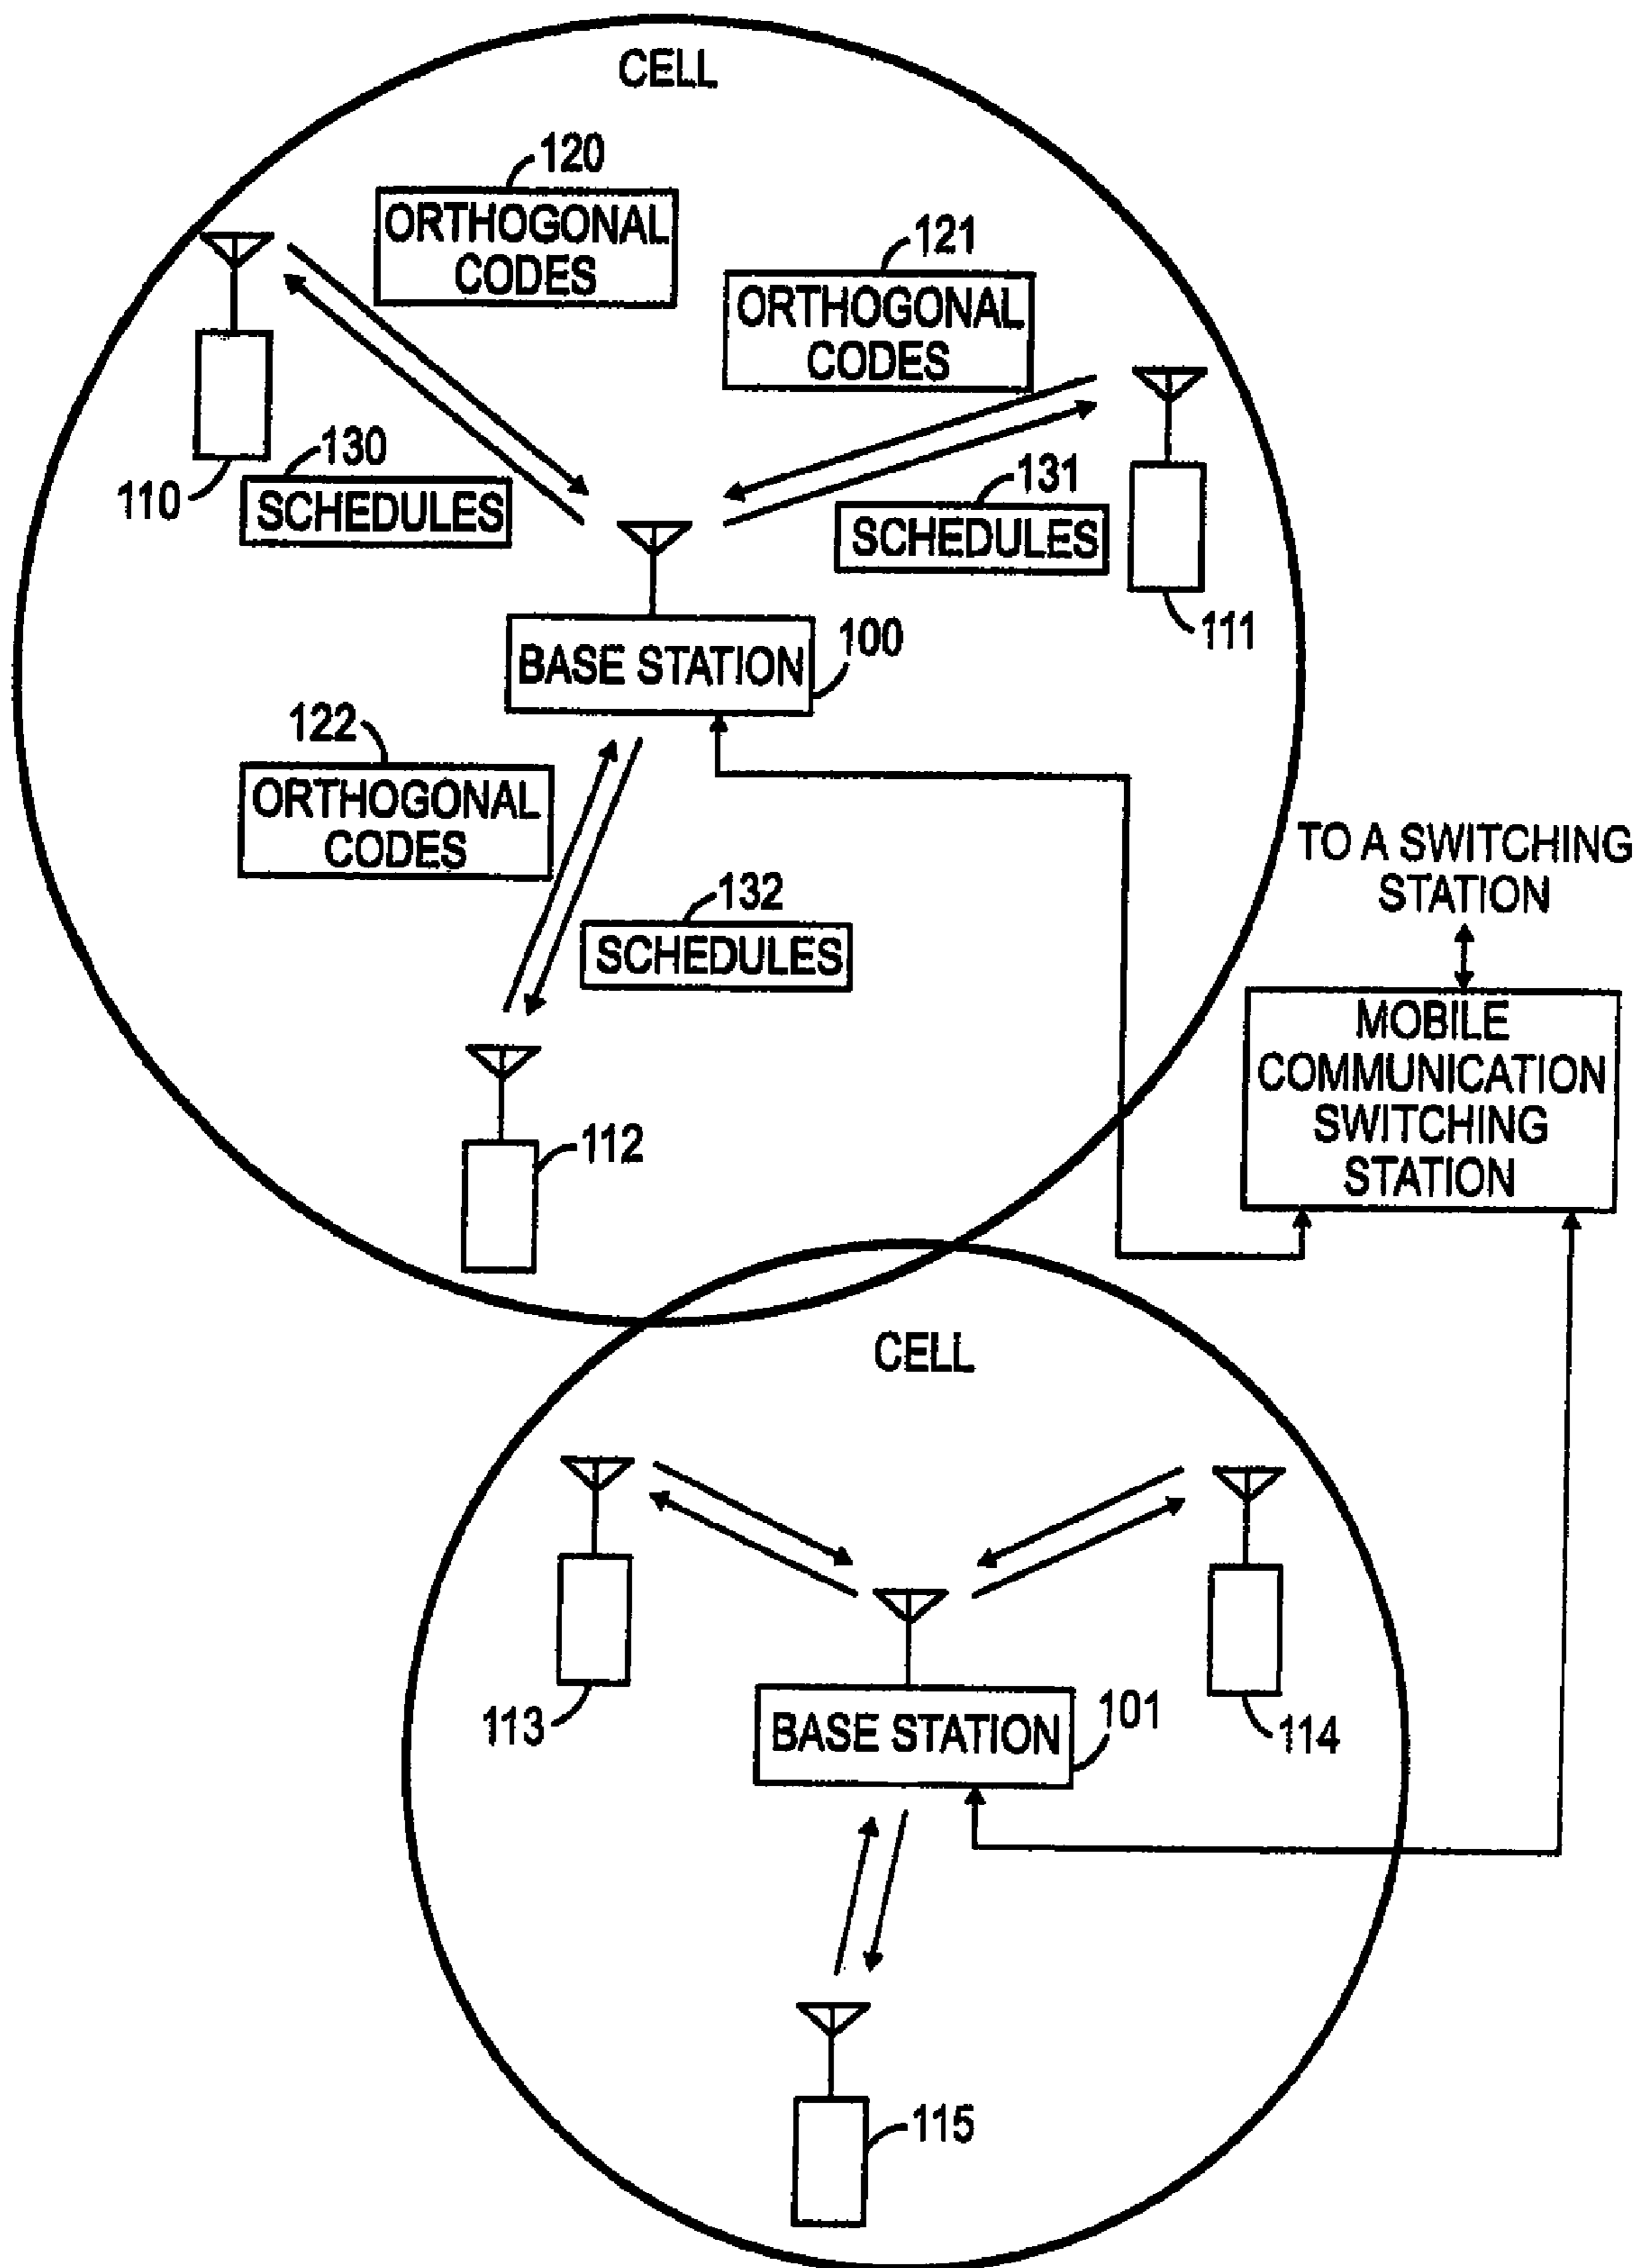 CELL
120
ORTHOGONAL
CODES
121
ORTHOGONAL
CODES
110
130
SCHEDULES
131
SCHEDULES
111
BASE STATION
100
122
ORTHOGONAL
CODES
132
SCHEDULES
112
TO A SWITCHING
STATION
MOBILE
COMMUNICATION
SWITCHING
STATION
CELL
113
BASE STATION
101
114
115